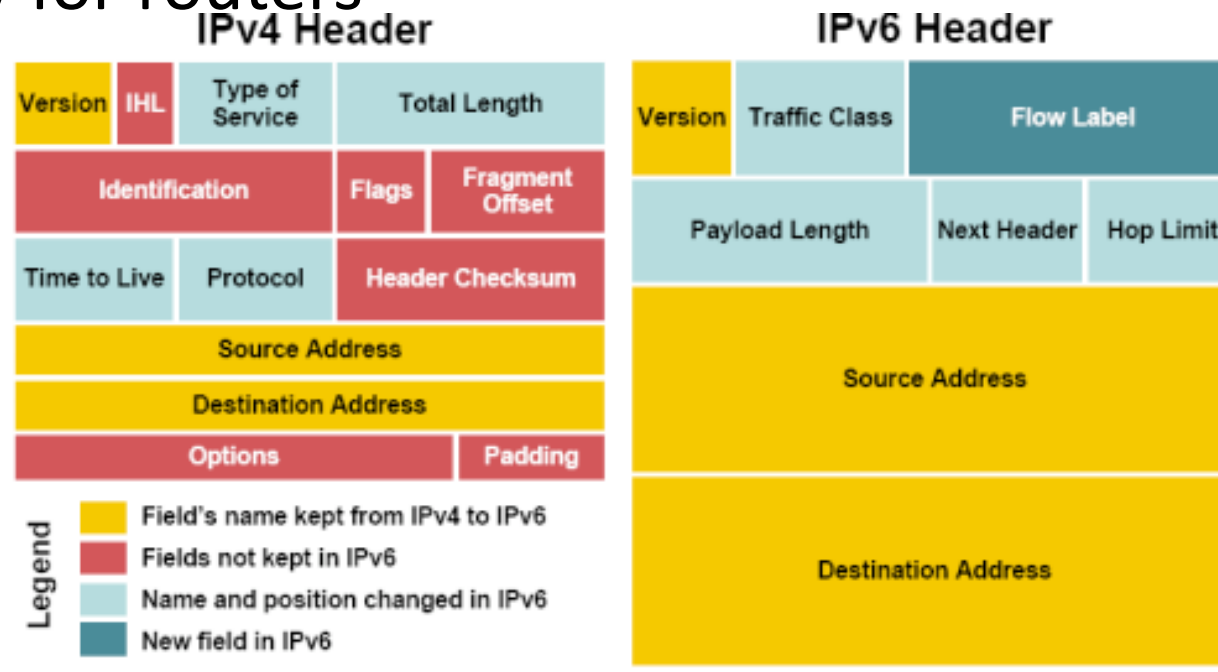 for routers
IPv4 Header
Version IHL Type of Service Total Length
Identification Flags Fragment Offset
Time to Live Protocol Header Checksum
Source Address
Destination Address
Options Padding
Legend
Field's name kept from IPv4 to IPv6
Fields not kept in IPv6
Name and position changed in IPv6
New field in IPv6
IPv6 Header
Version Traffic Class Flow Label
Payload Length Next Header Hop Limit
Source Address
Destination Address